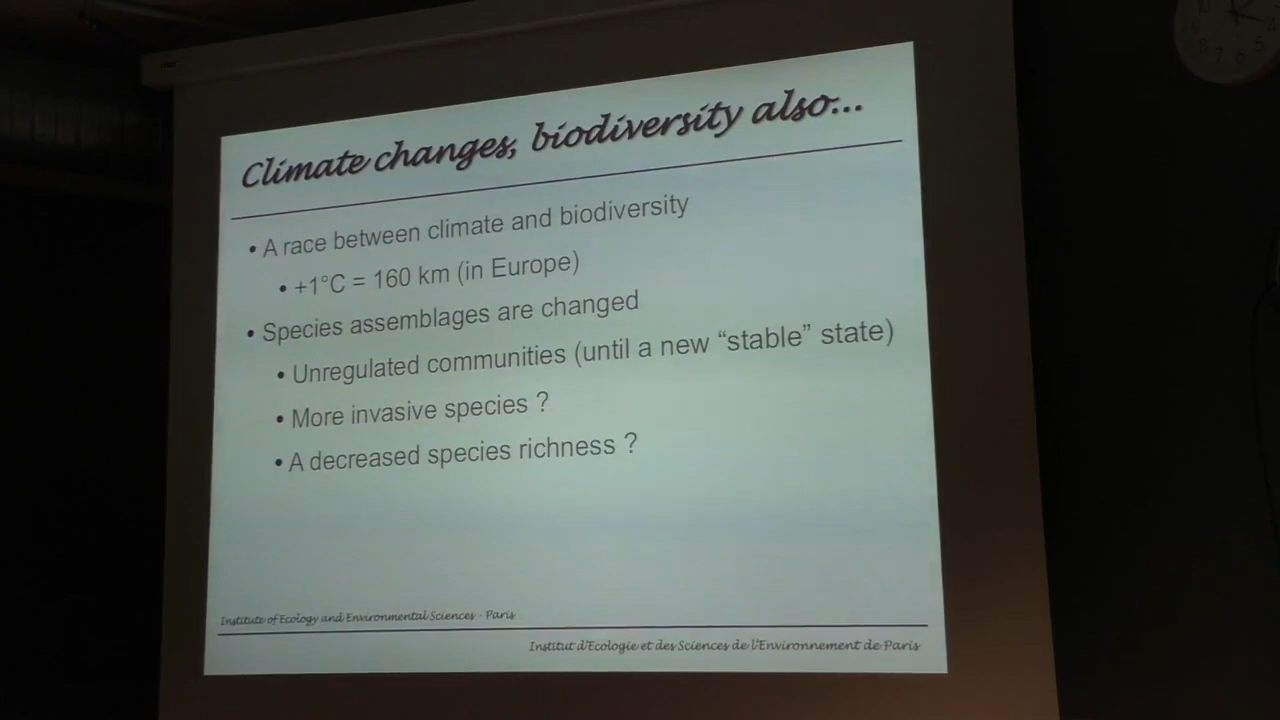 Climate changes, biodiversity also...
• A race between climate and biodiversity
• +1°C = 160 km (in Europe)
• Species assemblages are changed
• Unregulated communities (until a new “stable” state)
• More invasive species ?
• A decreased species richness ?
Institute of Ecology and Environmental Sciences - Paris
Institut d'Ecologie et des Sciences de l'Environnement de Paris